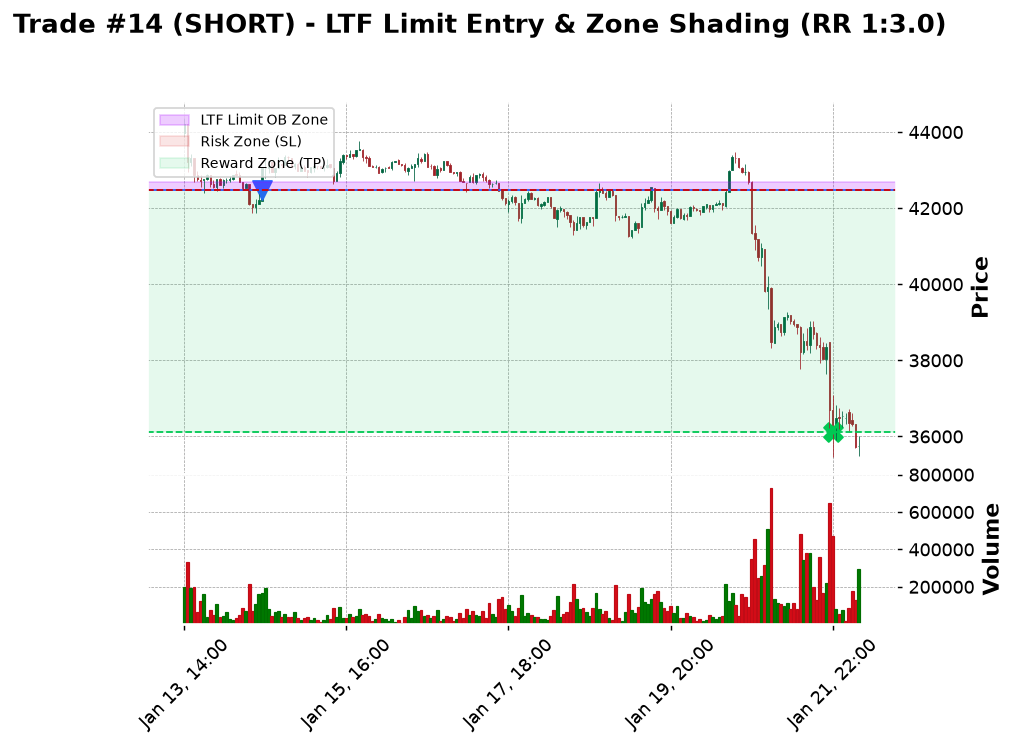 Trade #14 (SHORT) - LTF Limit Entry & Zone Shading (RR 1:3.0)
LTF Limit OB Zone
Risk Zone (SL)
Reward Zone (TP)
44000
42000
40000
38000
36000
Price
800000
600000
400000
200000
Volume
Jan 13, 14:00
Jan 15, 16:00
Jan 17, 18:00
Jan 19, 20:00
Jan 21, 22:00